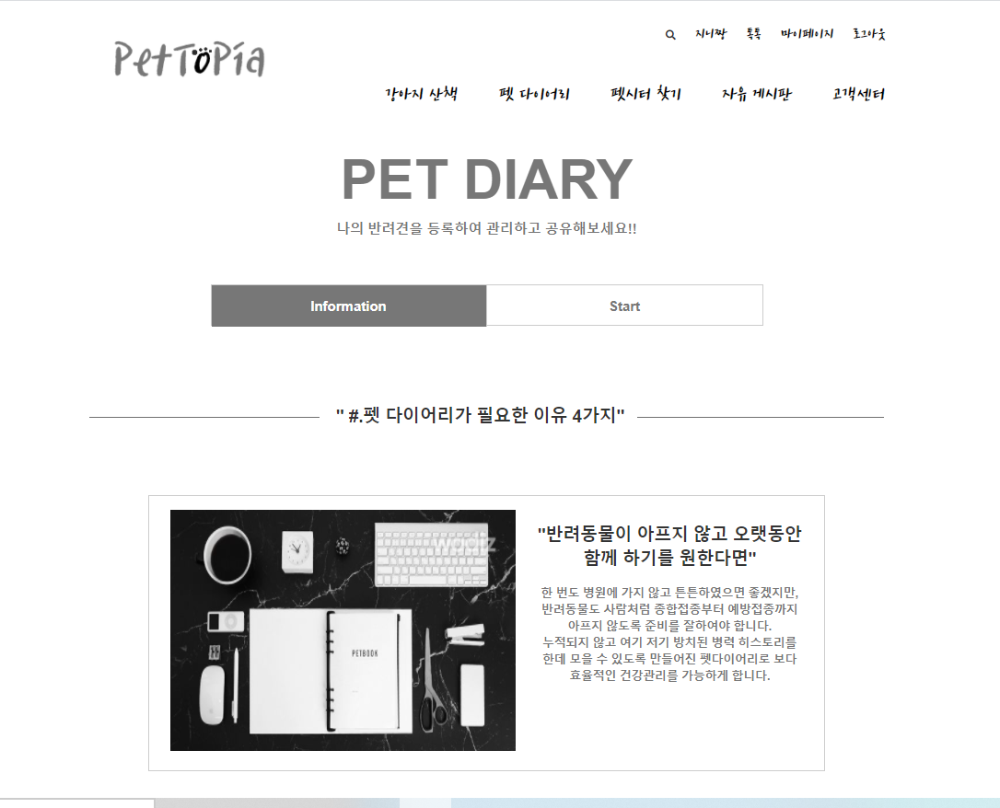 PetToPia
지니짱 톡톡 마이페이지 로그아웃
강아지 산책 펫 다이어리 펫시터 찾기 자유 게시판 고객센터
PET DIARY
나의 반려견을 등록하여 관리하고 공유해보세요!!
Information Start
" #.펫 다이어리가 필요한 이유 4가지"
wadiz
PETBOOK
"반려동물이 아프지 않고 오랫동안
함께 하기를 원한다면"
한 번도 병원에 가지 않고 튼튼하였으면 좋겠지만,
반려동물도 사람처럼 종합접종부터 예방접종까지
아프지 않도록 준비를 잘하여야 합니다.
누적되지 않고 여기 저기 방치된 병력 히스토리를
한데 모을 수 있도록 만들어진 펫다이어리로 보다
효율적인 건강관리를 가능하게 합니다.